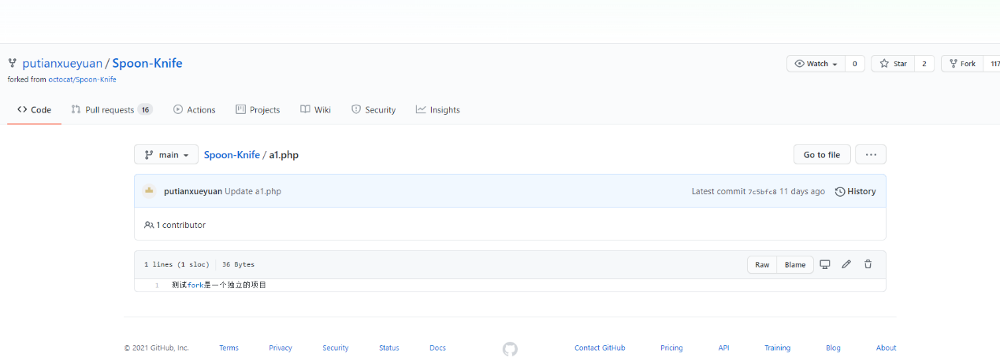 putianxueyuan / Spoon-Knife
Watch 0 Star 2 Fork 117
forked from octocat/Spoon-Knife
Code Pull requests 16 Actions Projects Wiki Security Insights
main Spoon-Knife / a1.php Go to file
putianxueyuan Update a1.php Latest commit 7c5bfc8 11 days ago History
1 contributor
1 lines (1 sloc) 36 Bytes Raw Blame
1 测试fork是一个独立的项目
© 2021 GitHub, Inc. Terms Privacy Security Status Docs Contact GitHub Pricing API Training Blog About